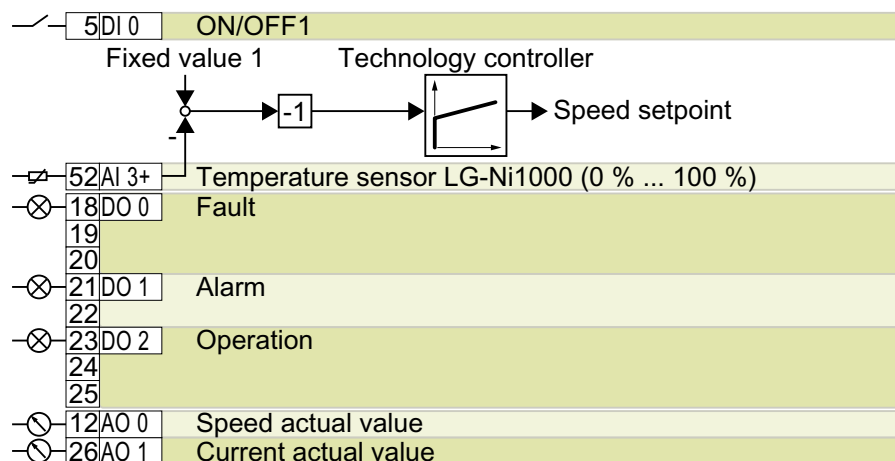 5 DI 0 ON/OFF1
Fixed value 1 Technology controller
-1 Speed setpoint
-
52 AI 3+ Temperature sensor LG-Ni1000 (0 % ... 100 %)
18 DO 0 Fault
19
20
21 DO 1 Alarm
22
23 DO 2 Operation
24
25
12 AO 0 Speed actual value
26 AO 1 Current actual value